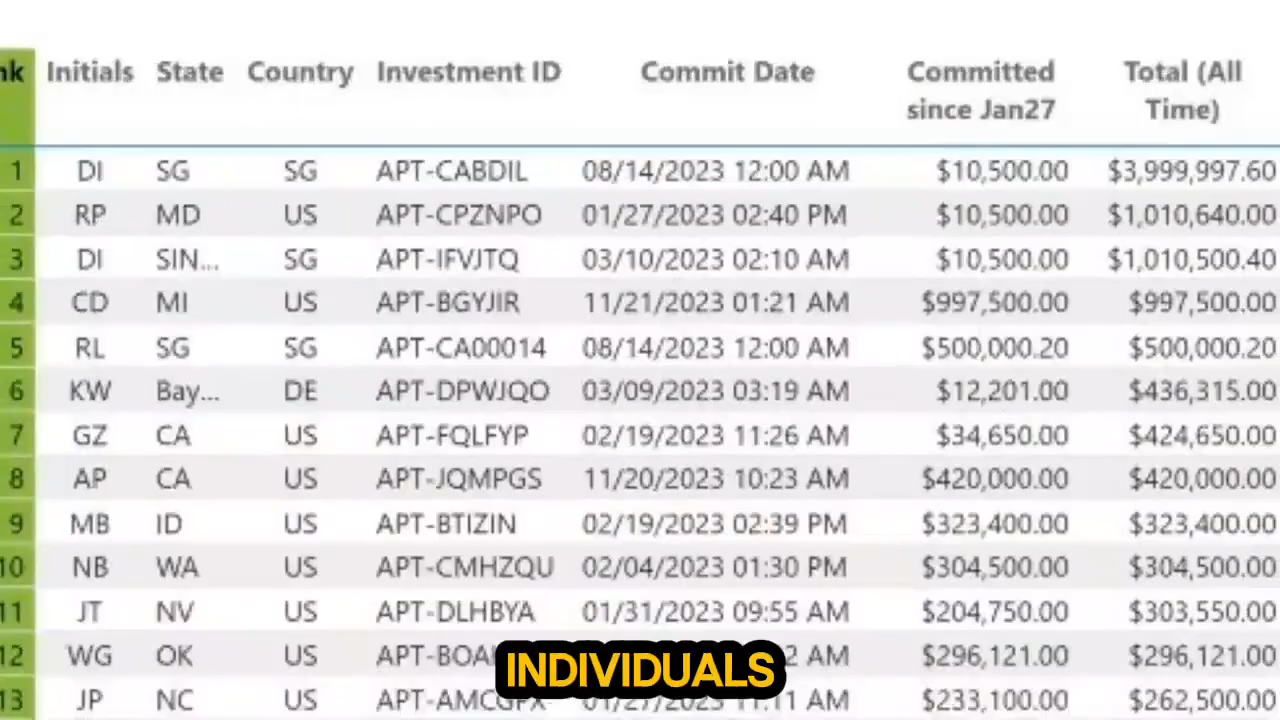 nk Initials State Country Investment ID Commit Date Committed since Jan27 Total (All Time)
1 DI SG SG APT-CABDIL 08/14/2023 12:00 AM $10,500.00 $3,999,997.60
2 RP MD US APT-CPZNPO 01/27/2023 02:40 PM $10,500.00 $1,010,640.00
3 DI SIN... SG APT-IFVJTQ 03/10/2023 02:10 AM $10,500.00 $1,010,500.40
4 CD MI US APT-BGYJIR 11/21/2023 01:21 AM $997,500.00 $997,500.00
5 RL SG SG APT-CA00014 08/14/2023 12:00 AM $500,000.20 $500,000.20
6 KW Bay... DE APT-DPWJQO 03/09/2023 03:19 AM $12,201.00 $436,315.00
7 GZ CA US APT-FQLFYP 02/19/2023 11:26 AM $34,650.00 $424,650.00
8 AP CA US APT-JQMPGS 11/20/2023 10:23 AM $420,000.00 $420,000.00
9 MB ID US APT-BTIZIN 02/19/2023 02:39 PM $323,400.00 $323,400.00
10 NB WA US APT-CMHZQU 02/04/2023 01:30 PM $304,500.00 $304,500.00
11 JT NV US APT-DLHBYA 01/31/2023 09:55 AM $204,750.00 $303,550.00
12 WG OK US 2 AM $296,121.00 $296,121.00
INDIVIDUALS
13 JP NC US 01/27/2023 11:11 AM $233,100.00 $262,500.00